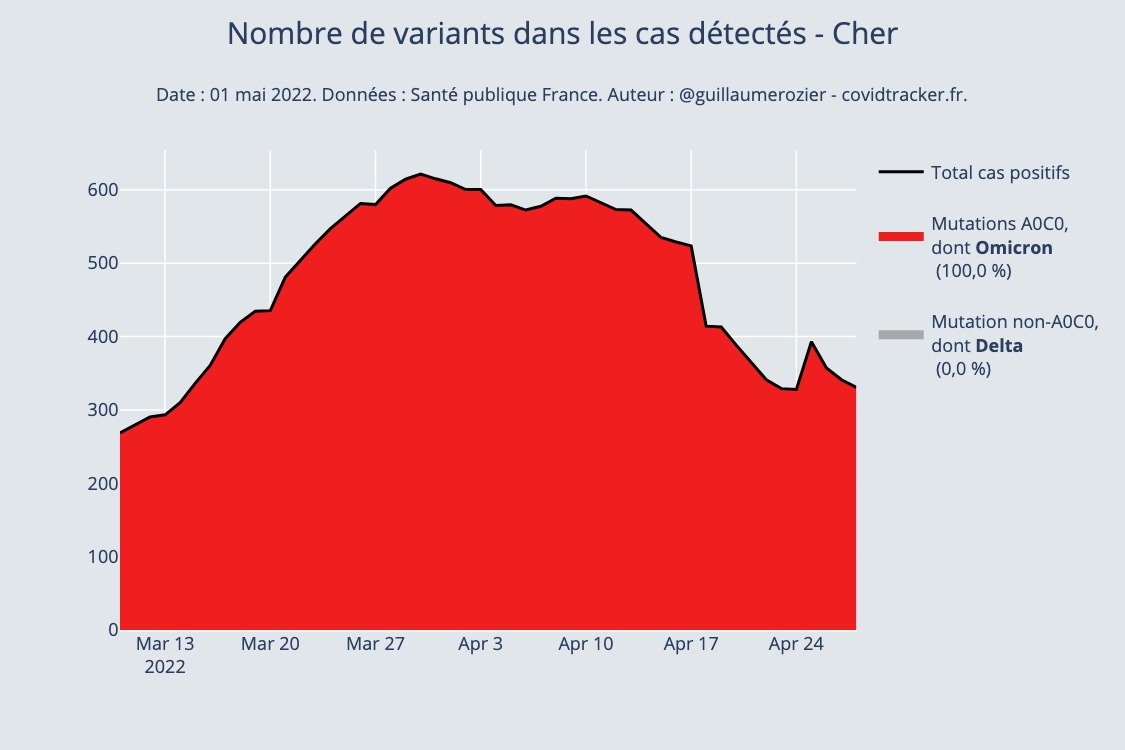 Nombre de variants dans les cas détectés - Cher
Date : 01 mai 2022. Données : Santé publique France. Auteur : @guillaumerozier - covidtracker.fr.
600
500
400
300
200
100
0
Mar 13
2022
Mar 20
Mar 27
Apr 3
Apr 10
Apr 17
Apr 24
Total cas positifs
Mutations A0C0,
dont Omicron
(100,0 %)
Mutation non-A0C0,
dont Delta
(0,0 %)